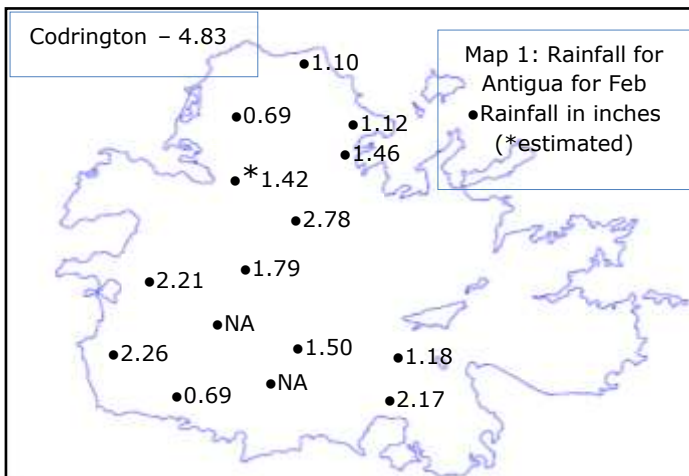 Codrington – 4.83
Map 1: Rainfall for
Antigua for Feb
•Rainfall in inches
(*estimated)
•1.10
•0.69
•1.12
•1.46
•*1.42
•2.78
•1.79
•2.21
•NA
•1.50
•2.26
•1.18
•NA
•0.69
•2.17